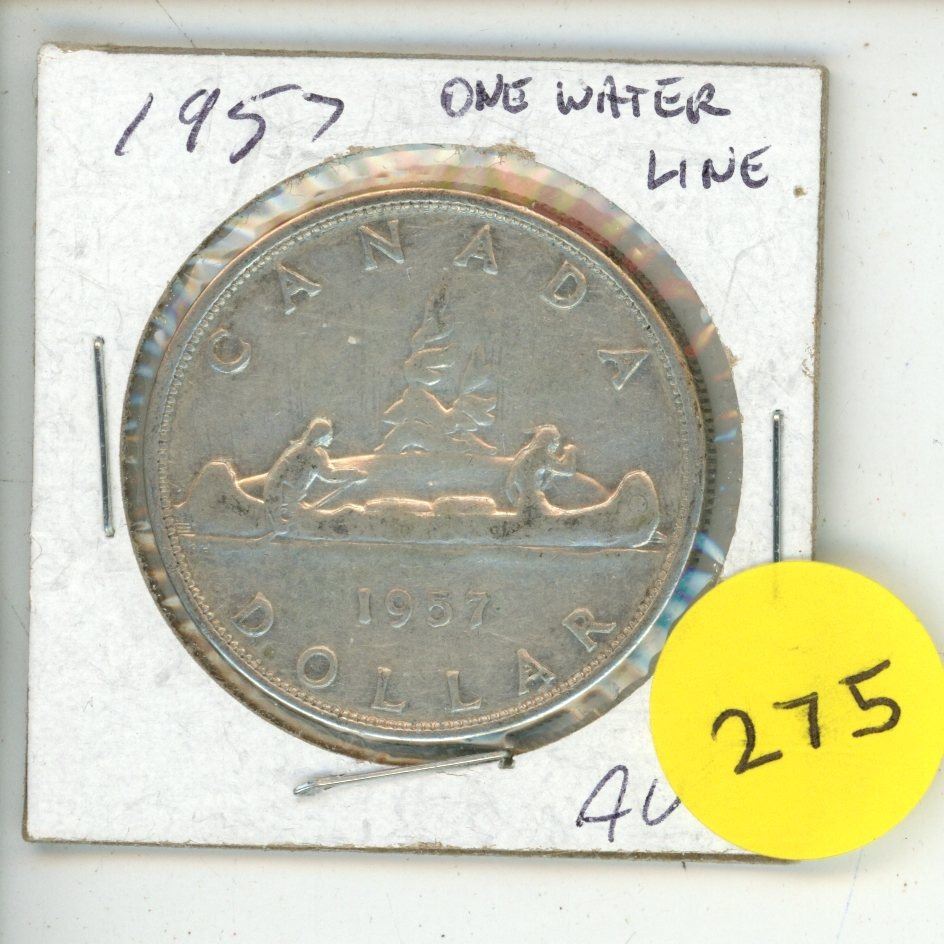 1957 ONE WATER
LINE
CANADA
1957
DOLLAR
AU
275